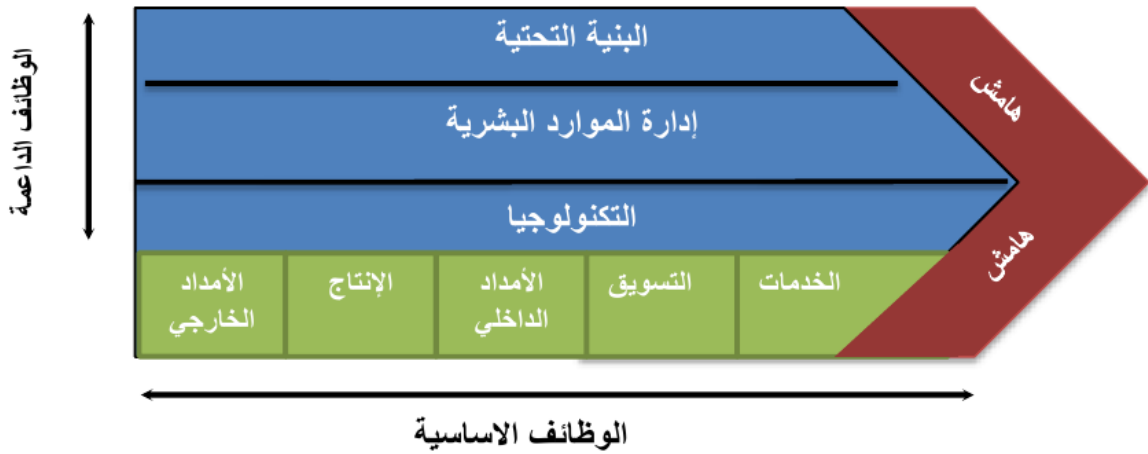 البنية التحتية
إدارة الموارد البشرية
التكنولوجيا
الوظائف الداعمة
هامش
هامش
الأمداد
الخارجي
الإنتاج
الأمداد
الداخلي
التسويق
الخدمات
الوظائف الاساسية